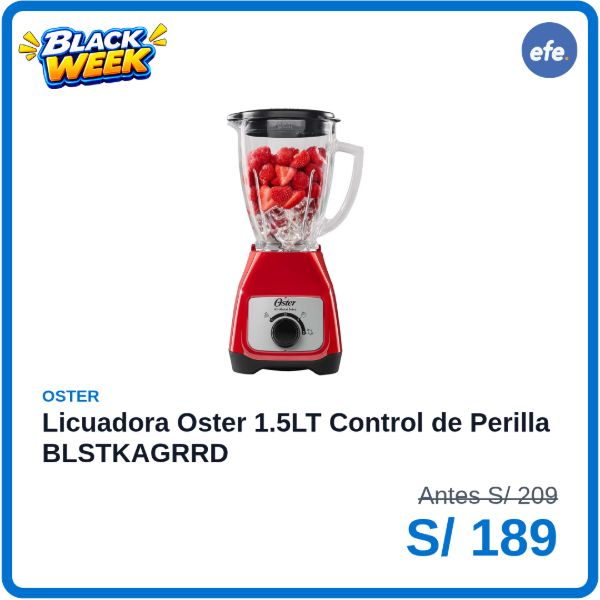 BLACK
WEEK
efe.
Oster
OSTER
Licuadora Oster 1.5LT Control de Perilla
BLSTKAGRRD
Antes S/ 209
S/ 189